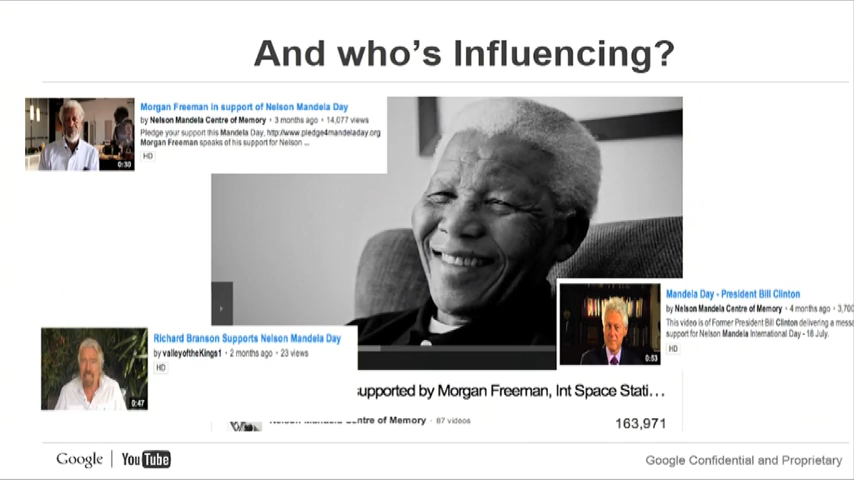 And who's Influencing?
Morgan Freeman in support of Nelson Mandela Day
by Nelson Mandela Centre of Memory • 3 months ago • 14,077 views
Pledge your support this Mandela Day, http://www.pledge4mandeladay.org
Morgan Freeman speaks of his support for Nelson ...
HD
0:30
Mandela Day - President Bill Clinton
by Nelson Mandela Centre of Memory • 4 months ago • 3,700
This video is of Former President Bill Clinton delivering a messa
support for Nelson Mandela International Day - 18 July.
HD
0:53
Richard Branson Supports Nelson Mandela Day
by valleyoftheKings1 • 2 months ago • 23 views
HD
0:47
supported by Morgan Freeman, Int Space Stati...
Nelson Mandela Centre of Memory • 87 videos
163,971
Google | YouTube
Google Confidential and Proprietary